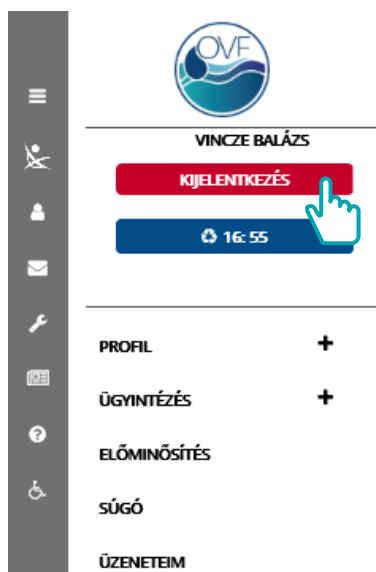 OVF
VINCZE BALÁZS
KIJELENTKEZÉS
16: 55
PROFIL +
ÜGYINTÉZÉS +
ELŐMINŐSÍTÉS
SÚGÓ
ÜZENETEIM